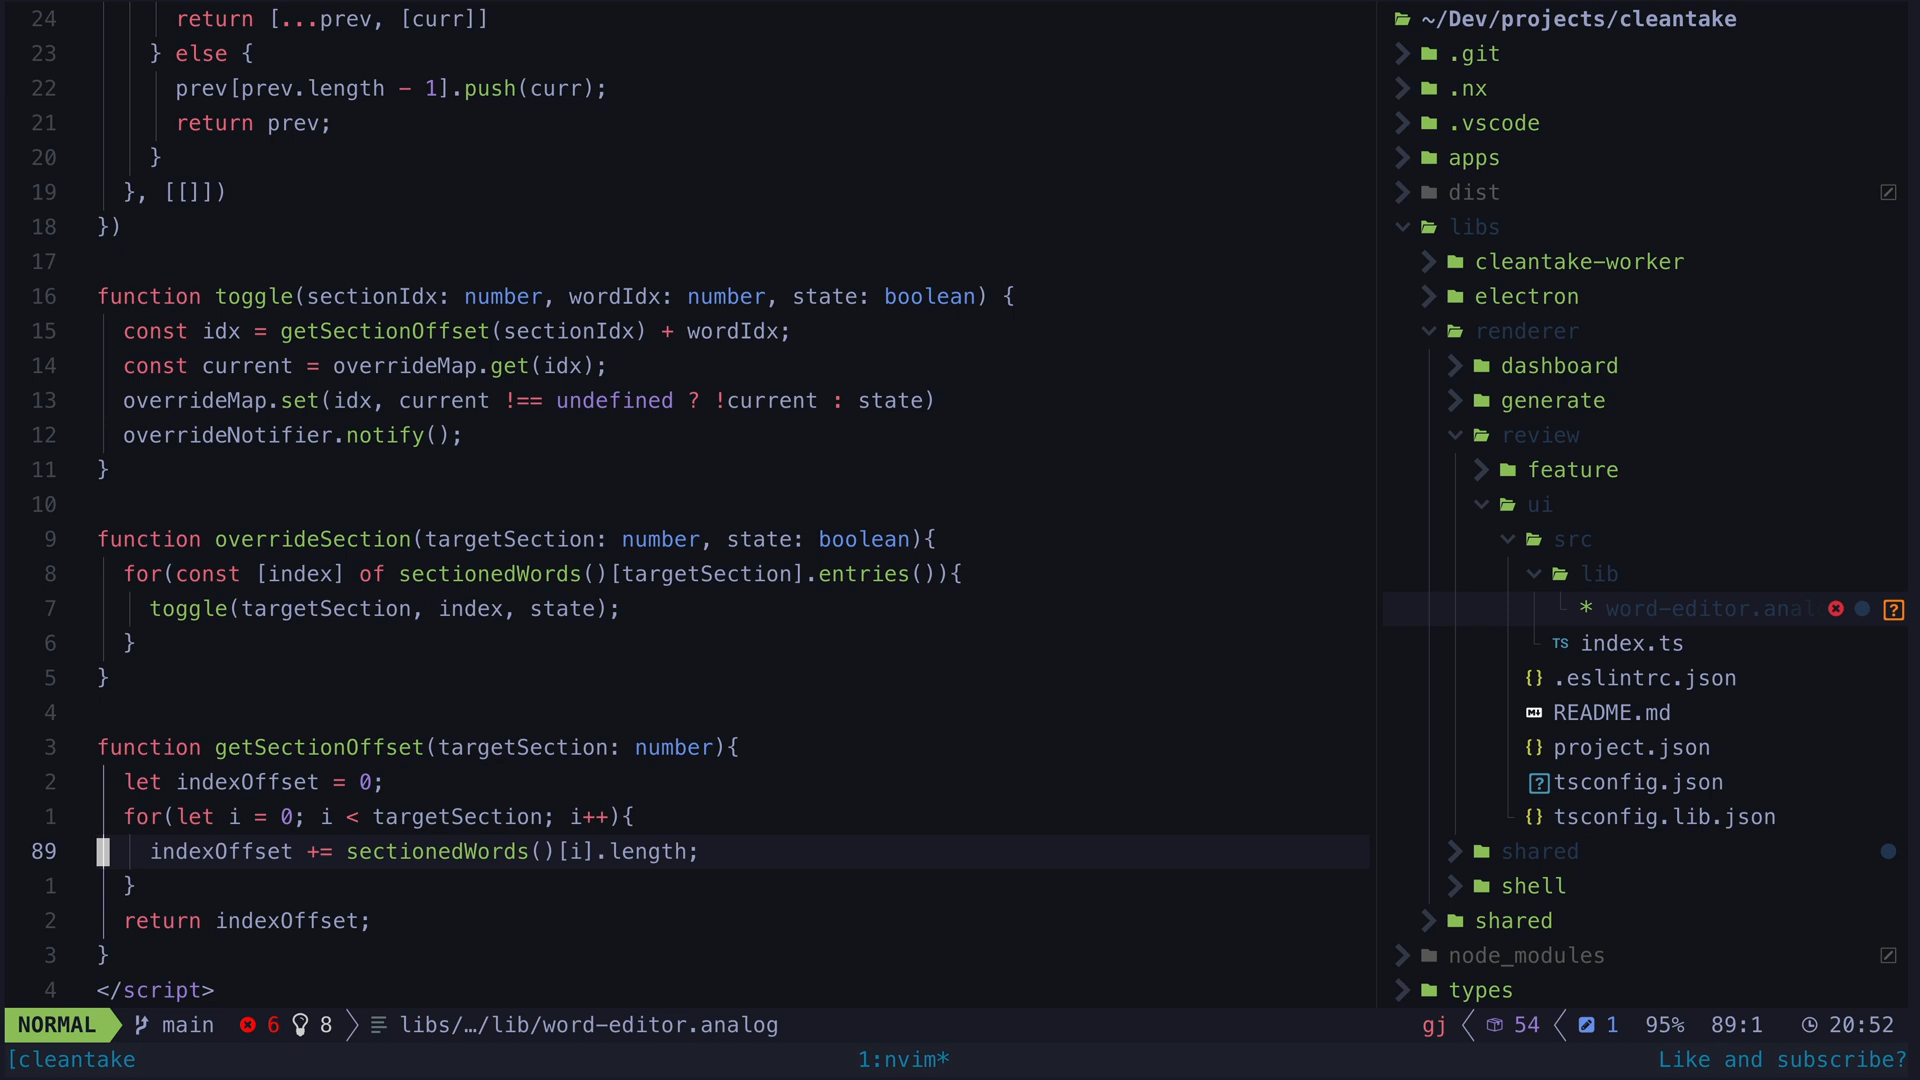 24 return [...prev, [curr]]
23 } else {
22 prev[prev.length - 1].push(curr);
21 return prev;
20 }
19 }, [[]])
18 })
17
16 function toggle(sectionIdx: number, wordIdx: number, state: boolean) {
15 const idx = getSectionOffset(sectionIdx) + wordIdx;
14 const current = overrideMap.get(idx);
13 overrideMap.set(idx, current !== undefined ? !current : state)
12 overrideNotifier.notify();
11 }
10
9 function overrideSection(targetSection: number, state: boolean){
8 for(const [index] of sectionedWords()[targetSection].entries()){
7 toggle(targetSection, index, state);
6 }
5 }
4
3 function getSectionOffset(targetSection: number){
2 let indexOffset = 0;
1 for(let i = 0; i < targetSection; i++){
89 indexOffset += sectionedWords()[i].length;
1 }
2 return indexOffset;
3 }
4 </script>
~/Dev/projects/cleantake
.git
.nx
.vscode
apps
dist
libs
cleantake-worker
electron
renderer
dashboard
generate
review
feature
ui
src
lib
* word-editor.analo ?
TS index.ts
{} .eslintrc.json
README.md
{} project.json
? tsconfig.json
{} tsconfig.lib.json
shared
shell
shared
node_modules
types
NORMAL main 6 8 libs/…/lib/word-editor.analog gj 54 1 95% 89:1 20:52
[cleantake 1:nvim* Like and subscribe?